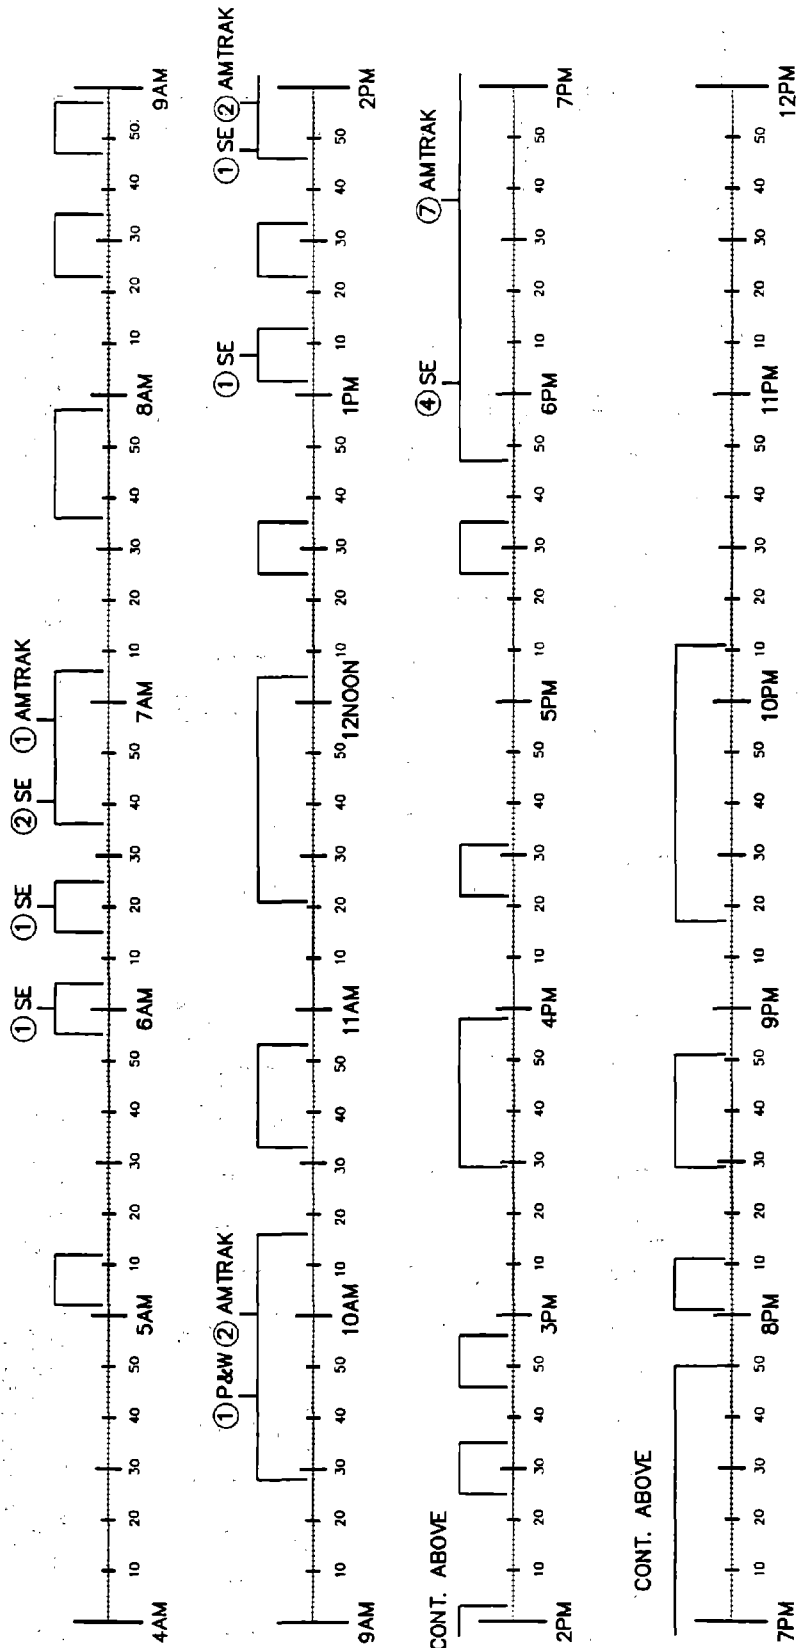 ① SE ① SE ② SE ① AMTRAK
10 20 30 40 50 10 20 30 40 50 10 20 30 40 50 10 20 30 40 50 10 20 30 40 50
4AM 5AM 6AM 7AM 8AM 9AM
① P&W ② AMTRAK ① SE ① SE ② AMTRAK
10 20 30 40 50 10 20 30 40 50 10 20 30 40 50 10 20 30 40 50 10 20 30 40 50
9AM 10AM 11AM 12NOON 1PM 2PM
CONT. ABOVE ④ SE ⑦ AMTRAK
10 20 30 40 50 10 20 30 40 50 10 20 30 40 50 10 20 30 40 50 10 20 30 40 50
2PM 3PM 4PM 5PM 6PM 7PM
CONT. ABOVE
10 20 30 40 50 10 20 30 40 50 10 20 30 40 50 10 20 30 40 50 10 20 30 40 50
7PM 8PM 9PM 10PM 11PM 12PM